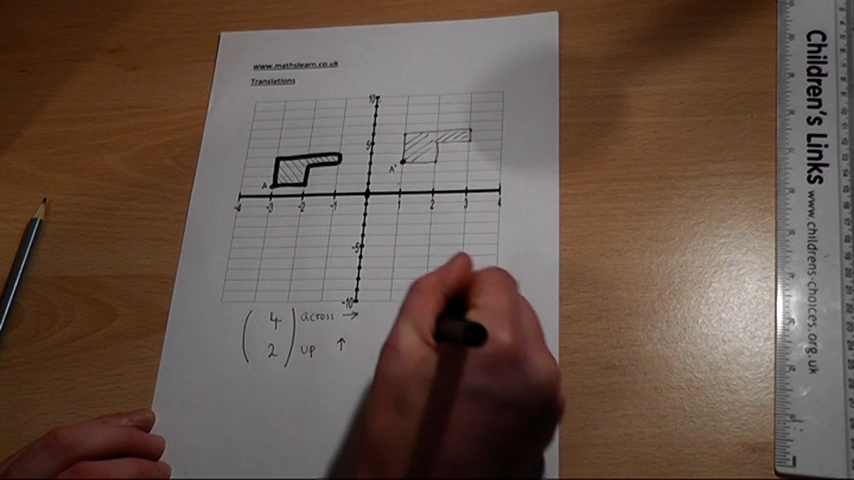 www.mathslearn.co.uk
Translations
10
5
A A'
-4 -3 -2 -1 1 2 3 4
-5
-10
4 across →
2 up ↑
Children's Links www.childrens-choices.org.uk